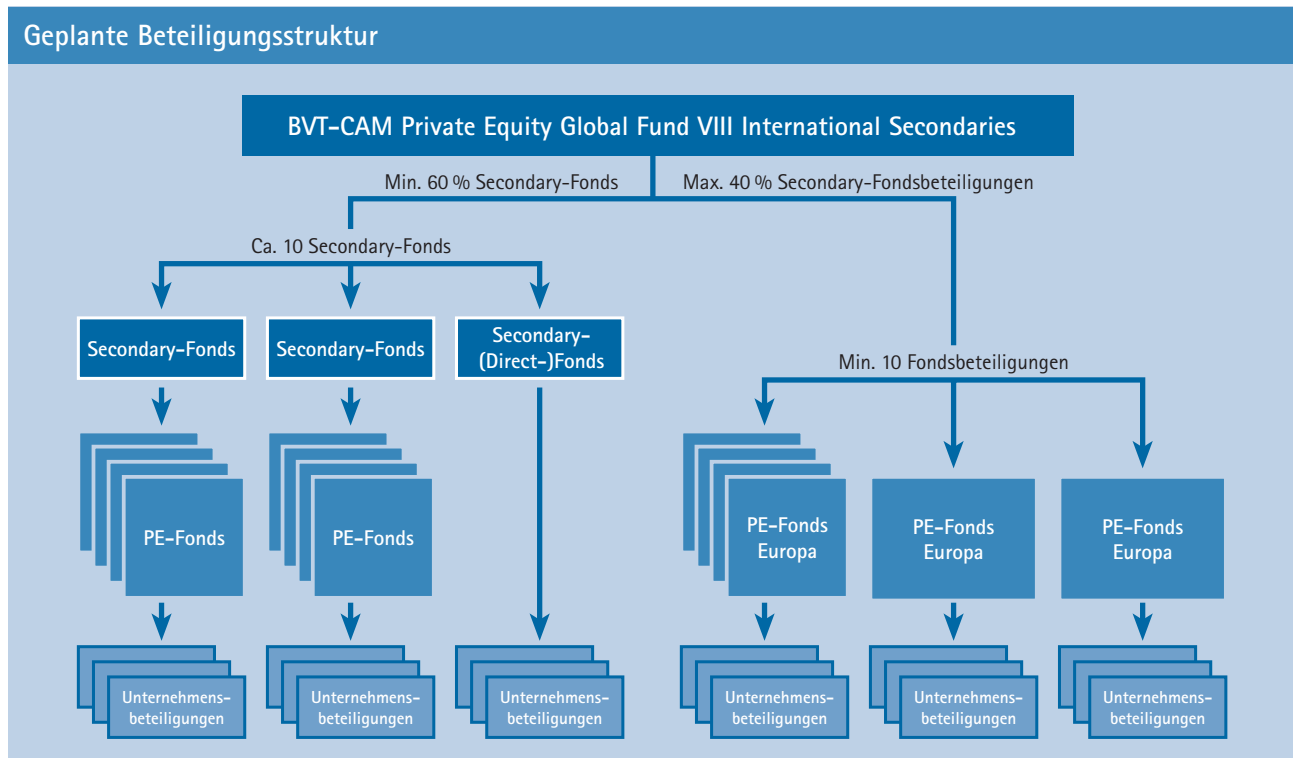 Geplante Beteiligungsstruktur
BVT-CAM Private Equity Global Fund VIII International Secondaries
Min. 60 % Secondary-Fonds
Max. 40 % Secondary-Fondsbeteiligungen
Ca. 10 Secondary-Fonds
Secondary-Fonds
Secondary-Fonds
Secondary-
(Direct-)Fonds
Min. 10 Fondsbeteiligungen
PE-Fonds
PE-Fonds
PE-Fonds
Europa
PE-Fonds
Europa
PE-Fonds
Europa
Unternehmens-
beteiligungen
Unternehmens-
beteiligungen
Unternehmens-
beteiligungen
Unternehmens-
beteiligungen
Unternehmens-
beteiligungen
Unternehmens-
beteiligungen